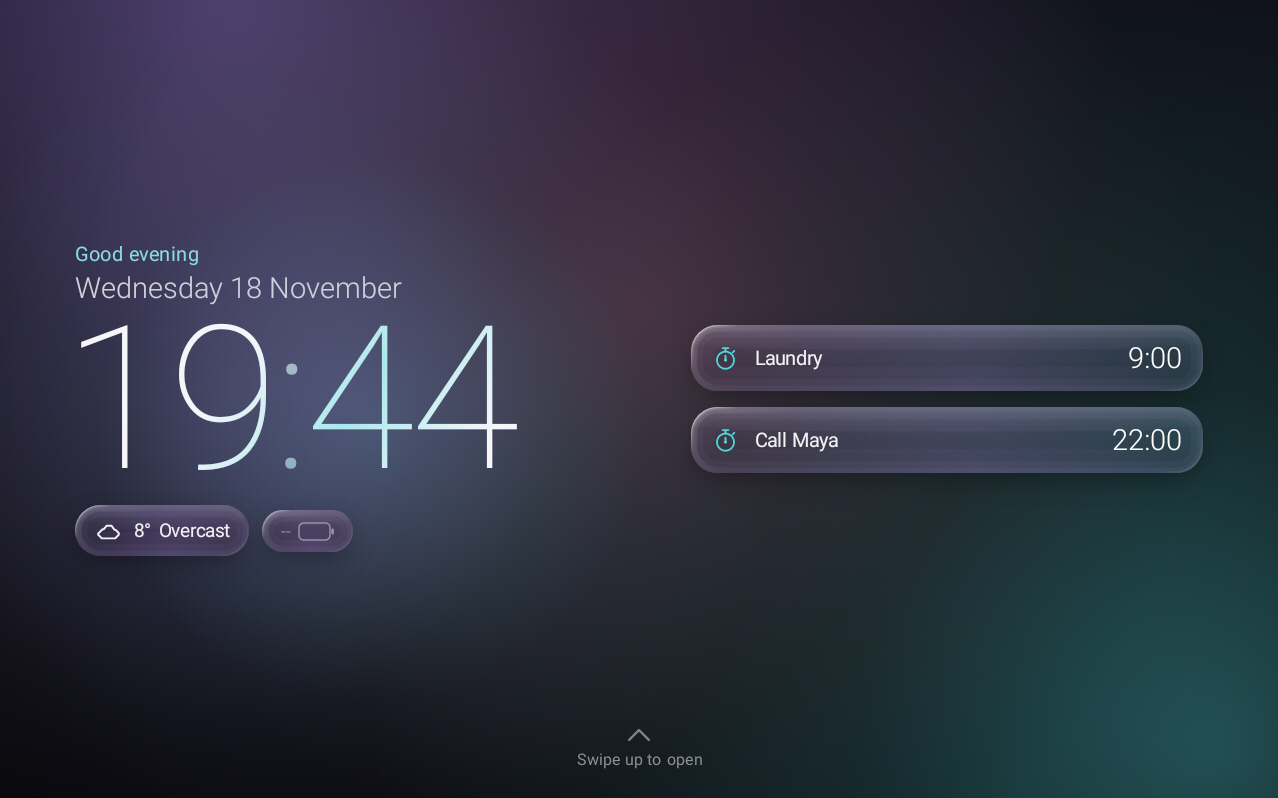 Good evening
Wednesday 18 November
19:44
8° Overcast
--
Laundry 9:00
Call Maya 22:00
Swipe up to open